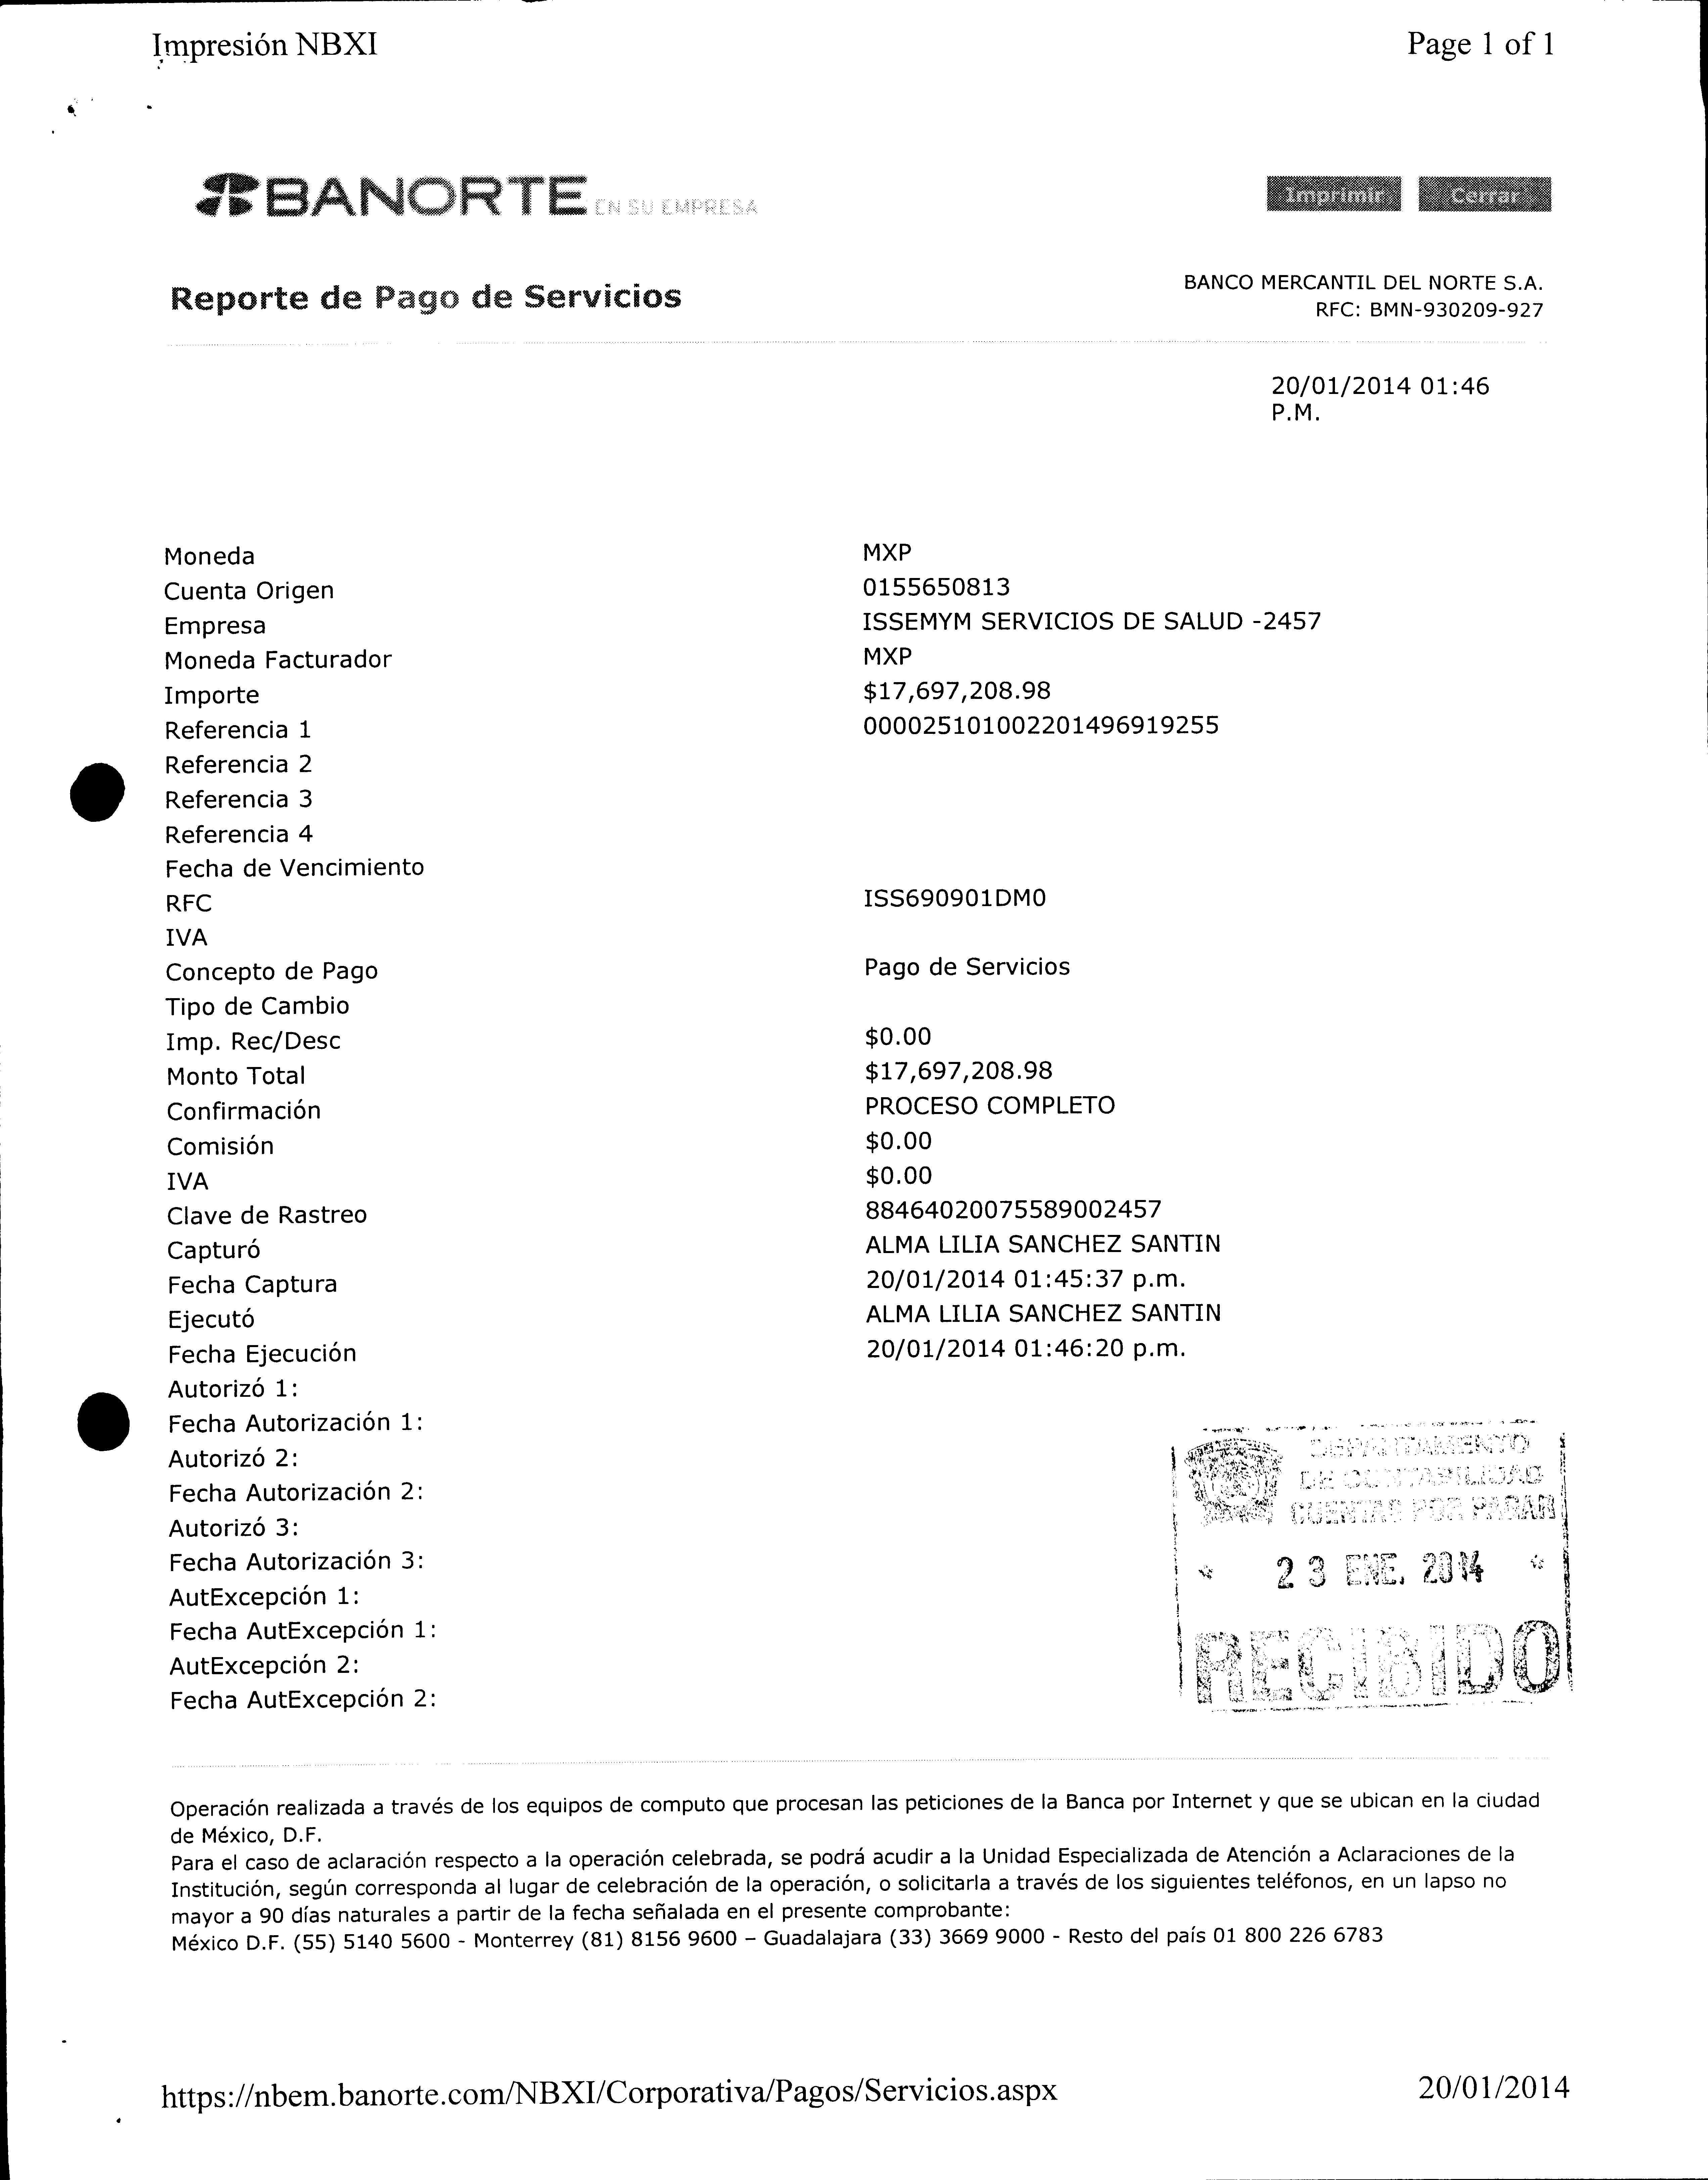 Impresión NBXI
Page 1 of 1
BANORTE EN SU EMPRESA
Imprimir
Cerrar
Reporte de Pago de Servicios
BANCO MERCANTIL DEL NORTE S.A.
RFC: BMN-930209-927
20/01/2014 01:46
P.M.
Moneda MXP
Cuenta Origen 0155650813
Empresa ISSEMYM SERVICIOS DE SALUD -2457
Moneda Facturador MXP
Importe $17,697,208.98
Referencia 1 000025101002201496919255
Referencia 2
Referencia 3
Referencia 4
Fecha de Vencimiento
RFC ISS690901DM0
IVA
Concepto de Pago Pago de Servicios
Tipo de Cambio
Imp. Rec/Desc $0.00
Monto Total $17,697,208.98
Confirmación PROCESO COMPLETO
Comisión $0.00
IVA $0.00
Clave de Rastreo 88464020075589002457
Capturó ALMA LILIA SANCHEZ SANTIN
Fecha Captura 20/01/2014 01:45:37 p.m.
Ejecutó ALMA LILIA SANCHEZ SANTIN
Fecha Ejecución 20/01/2014 01:46:20 p.m.
Autorizó 1:
Fecha Autorización 1:
Autorizó 2:
Fecha Autorización 2:
Autorizó 3:
Fecha Autorización 3:
AutExcepción 1:
Fecha AutExcepción 1:
AutExcepción 2:
Fecha AutExcepción 2:
DEPARTAMENTO
DE CONTABILIDAD
CUENTAS POR PAGAR
* 23 ENE. 2014 *
RECIBIDO
Operación realizada a través de los equipos de computo que procesan las peticiones de la Banca por Internet y que se ubican en la ciudad
de México, D.F.
Para el caso de aclaración respecto a la operación celebrada, se podrá acudir a la Unidad Especializada de Atención a Aclaraciones de la
Institución, según corresponda al lugar de celebración de la operación, o solicitarla a través de los siguientes teléfonos, en un lapso no
mayor a 90 días naturales a partir de la fecha señalada en el presente comprobante:
México D.F. (55) 5140 5600 - Monterrey (81) 8156 9600 – Guadalajara (33) 3669 9000 - Resto del país 01 800 226 6783
https://nbem.banorte.com/NBXI/Corporativa/Pagos/Servicios.aspx
20/01/2014